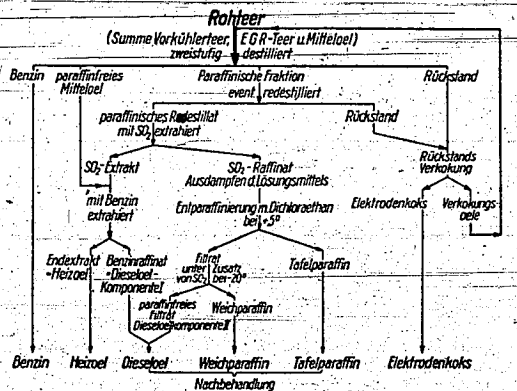 Rohteer
(Summe Vorkühlerteer, EGR-Teer u. Mitteloel)
zweistufig destilliert
Benzin
paraffinfreies
Mitteloel
Paraffinische Fraktion
event. redestilliert
Rückstand
paraffinisches Redestillat
mit SO₂ extrahiert
Rückstand
SO₂-Extrakt
SO₂-Raffinat
Ausdampfen d. Lösungsmittels
Rückstands
Verkokung
mit Benzin
extrahiert
Entparaffinierung m. Dichloraethan
bei +5°
Elektrodenkoks
Verkokungs-
oele
Endextrakt
=Heizoel
Benzinraffinat
=Dieseloel-
Komponente I
Filtrat
unter Zusatz
von SO₂ bei -20°
Tafelparaffin
paraffinfreies
Filtrat
Dieseloelkomponente II
Weichparaffin
Benzin Heizoel Dieseloel Weichparaffin Tafelparaffin Elektrodenkoks
Nachbehandlung